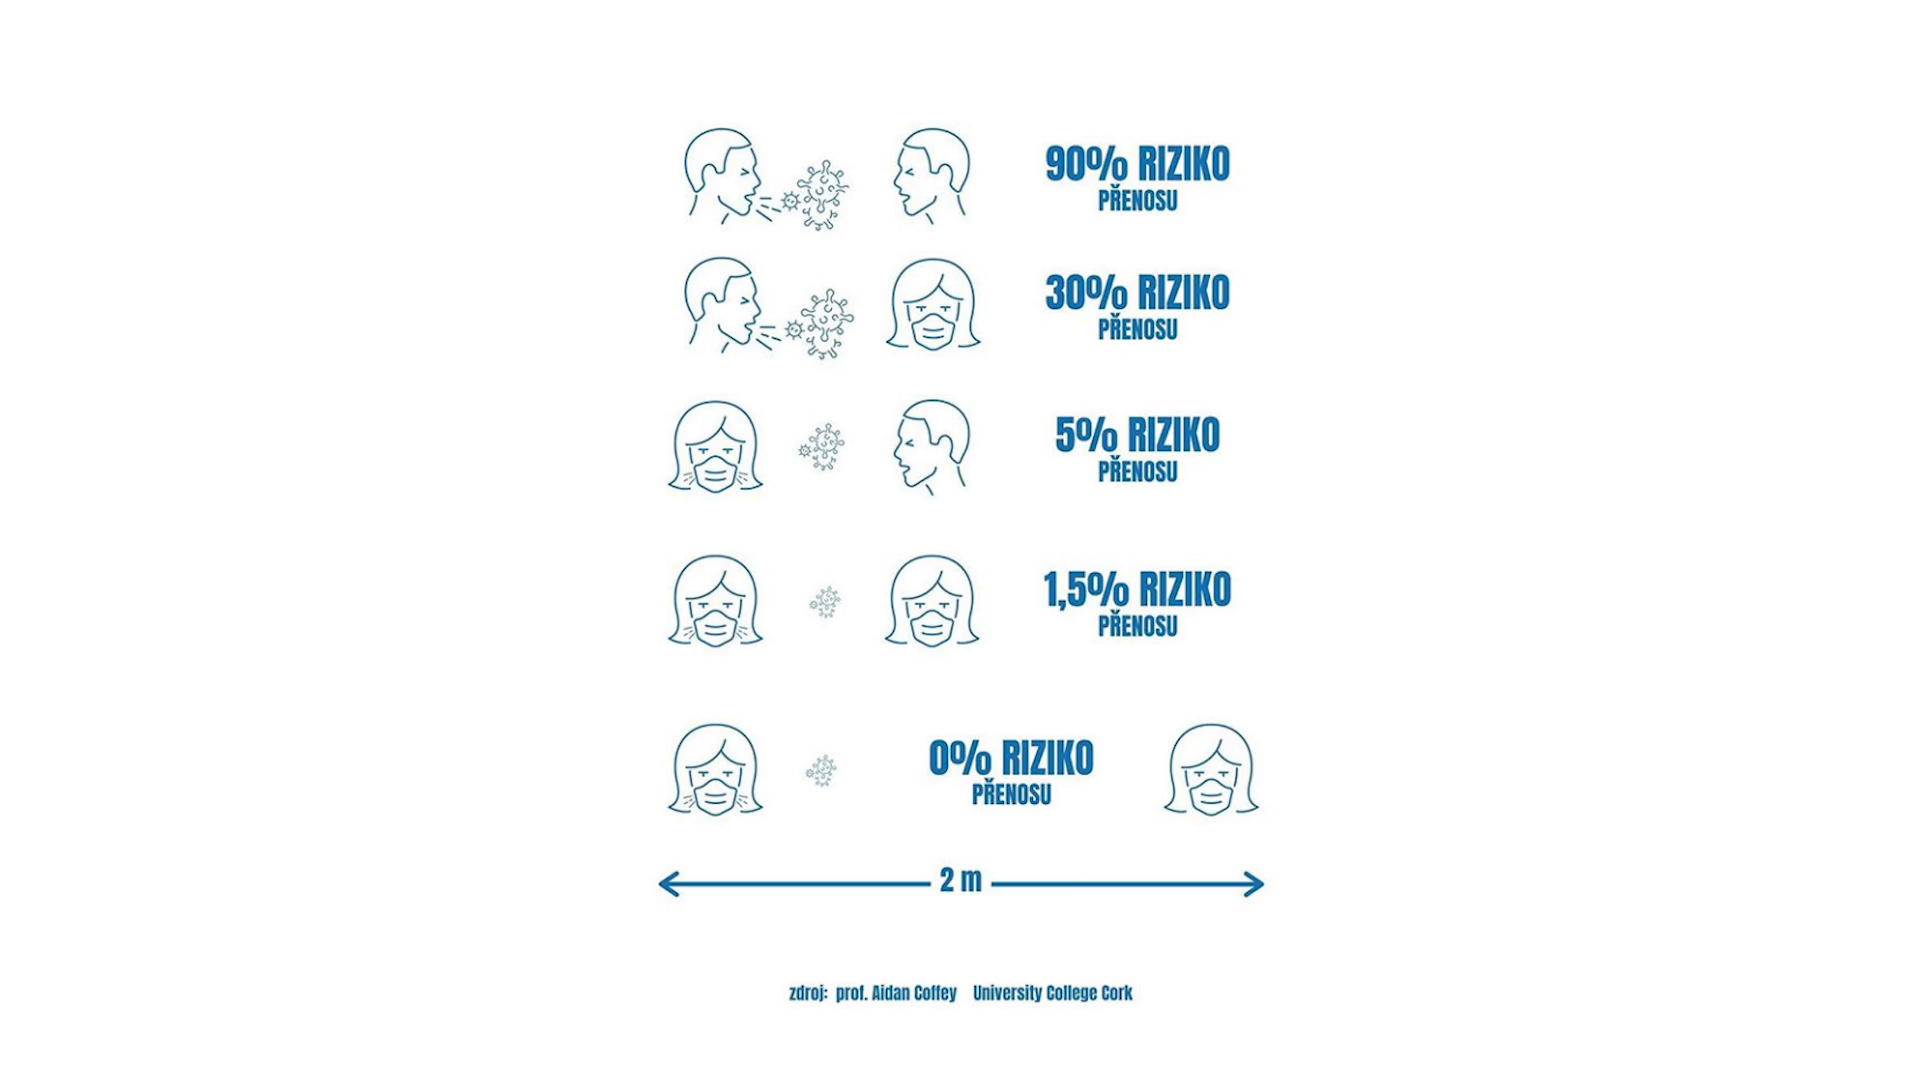 90% RIZIKO
PŘENOSU
30% RIZIKO
PŘENOSU
5% RIZIKO
PŘENOSU
1,5% RIZIKO
PŘENOSU
0% RIZIKO
PŘENOSU
2 m
zdroj: prof. Aidan Coffey University College Cork